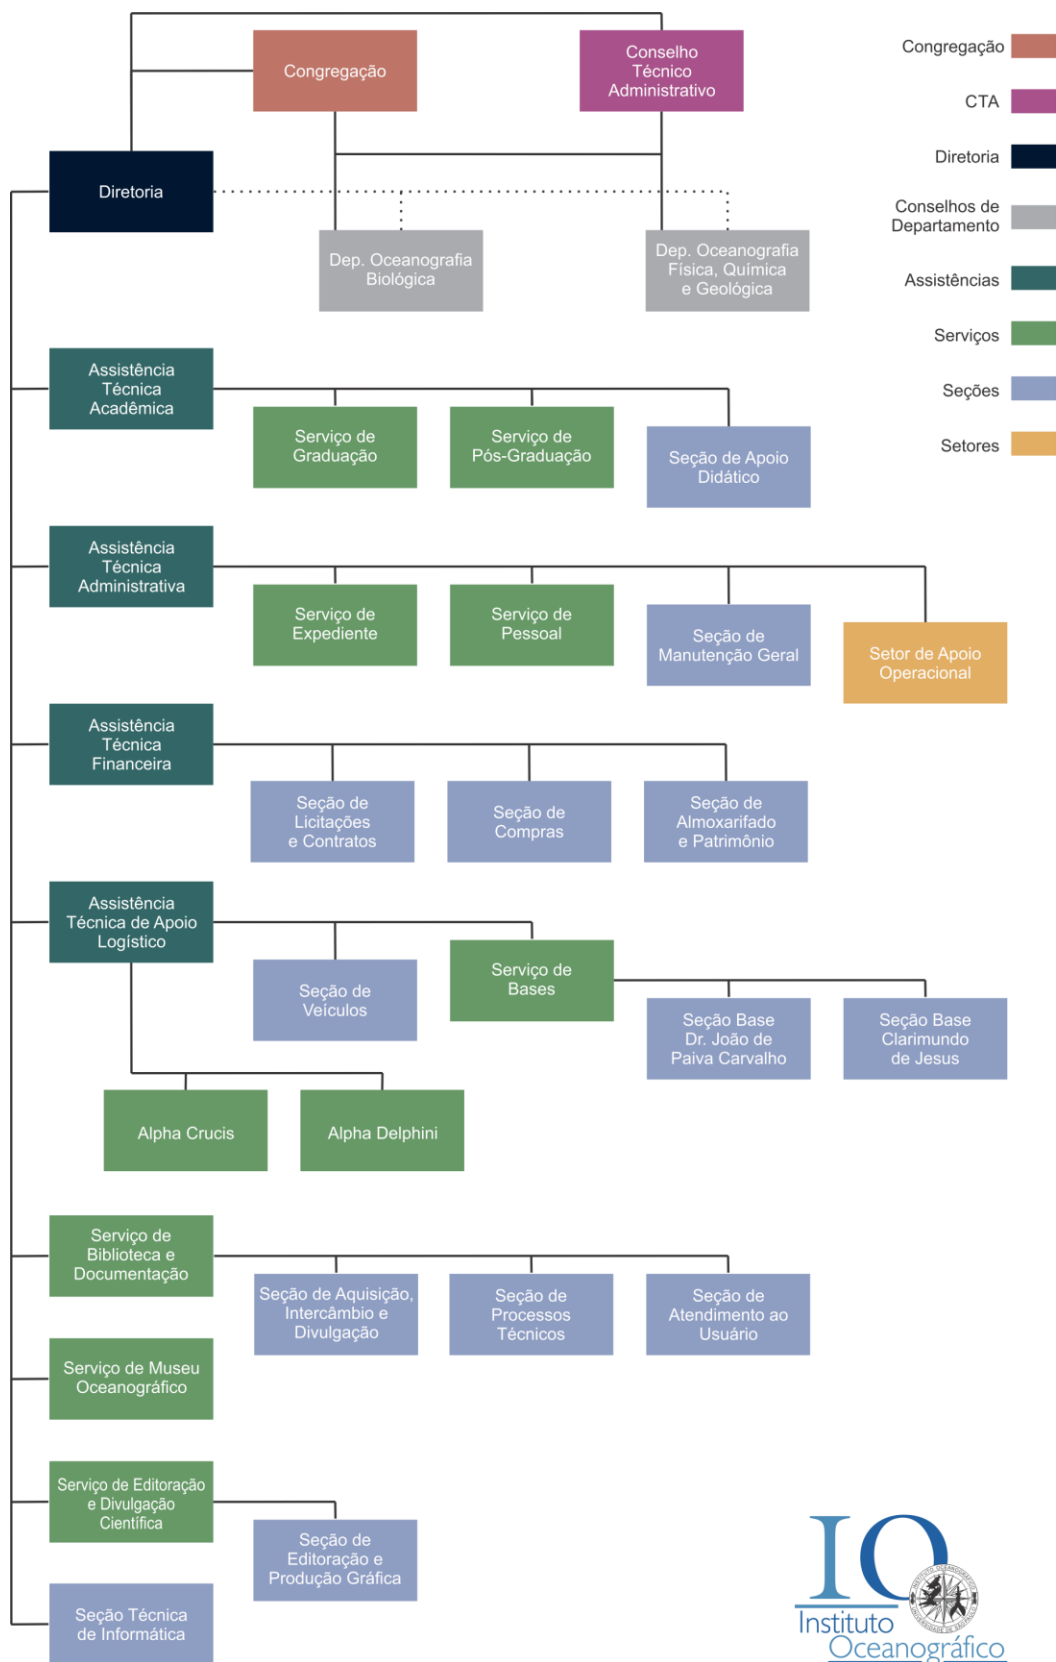 Congregação
Conselho
Técnico
Administrativo
Diretoria
Dep. Oceanografia
Biológica
Dep. Oceanografia
Física, Química
e Geológica
Congregação
CTA
Diretoria
Conselhos de
Departamento
Assistências
Serviços
Seções
Setores
Assistência
Técnica
Acadêmica
Serviço de
Graduação
Serviço de
Pós-Graduação
Seção de Apoio
Didático
Assistência
Técnica
Administrativa
Serviço de
Expediente
Serviço de
Pessoal
Seção de
Manutenção Geral
Setor de Apoio
Operacional
Assistência
Técnica
Financeira
Seção de
Licitações
e Contratos
Seção de
Compras
Seção de
Almoxarifado
e Patrimônio
Assistência
Técnica de Apoio
Logístico
Seção de
Veículos
Serviço de
Bases
Seção Base
Dr. João de
Paiva Carvalho
Seção Base
Clarimundo
de Jesus
Alpha Crucis
Alpha Delphini
Serviço de
Biblioteca e
Documentação
Seção de Aquisição,
Intercâmbio e
Divulgação
Seção de
Processos
Técnicos
Seção de
Atendimento ao
Usuário
Serviço de Museu
Oceanográfico
Serviço de Editoração
e Divulgação
Científica
Seção de
Editoração e
Produção Gráfica
Seção Técnica
de Informática
IO
INSTITUTO OCEANOGRÁFICO
UNIVERSIDADE DE SÃO PAULO
Instituto
Oceanográfico